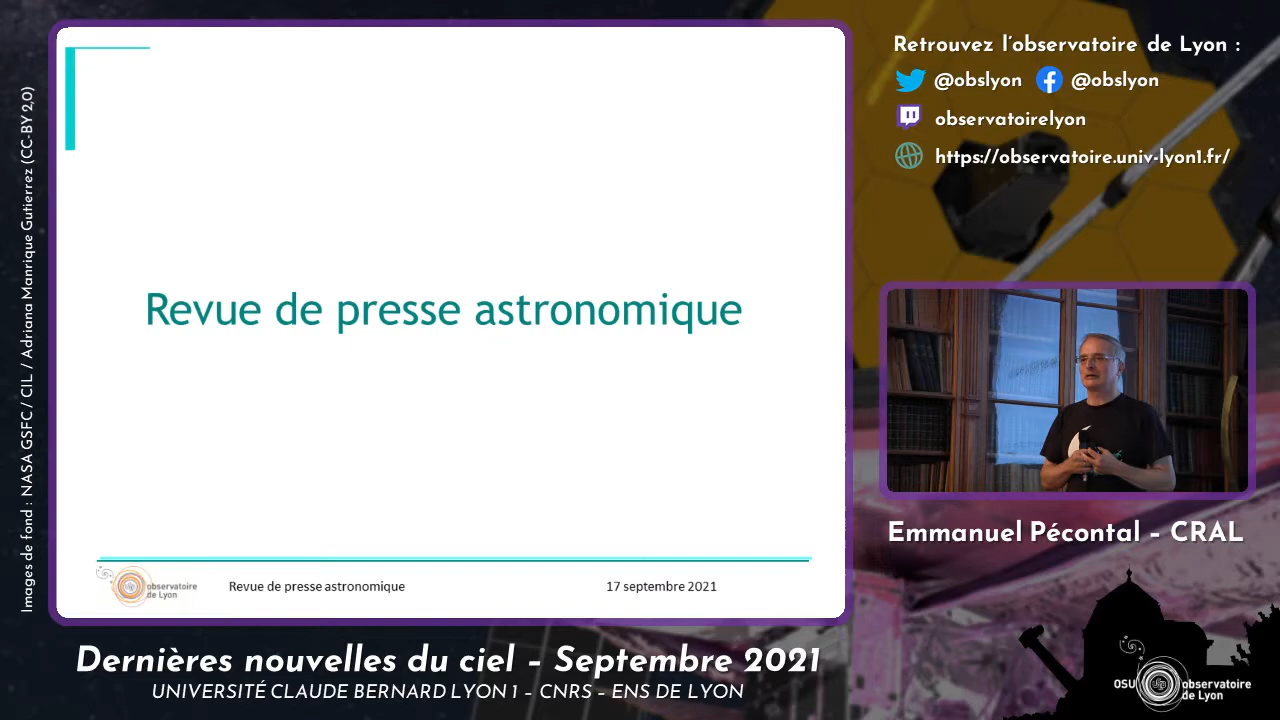 Images de fond : NASA GSFC / CIL / Adriana Manrique Gutierrez (CC-BY 2.0)
Revue de presse astronomique
observatoire
de Lyon
Revue de presse astronomique
17 septembre 2021
Dernières nouvelles du ciel – Septembre 2021
UNIVERSITÉ CLAUDE BERNARD LYON 1 – CNRS – ENS DE LYON
Retrouvez l'observatoire de Lyon :
@obslyon @obslyon
observatoirelyon
https://observatoire.univ-lyon1.fr/
Emmanuel Pécontal – CRAL
OSU observatoire
de Lyon